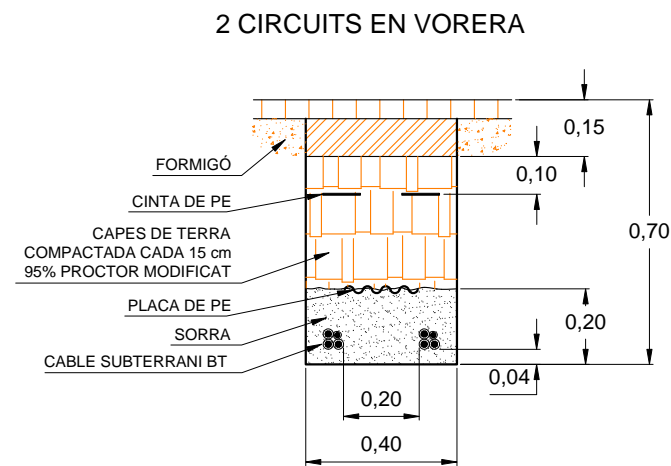 2 CIRCUITS EN VORERA
FORMIGÓ
CINTA DE PE
CAPES DE TERRA
COMPACTADA CADA 15 cm
95% PROCTOR MODIFICAT
PLACA DE PE
SORRA
CABLE SUBTERRANI BT
0,15
0,10
0,70
0,20
0,04
0,20
0,40